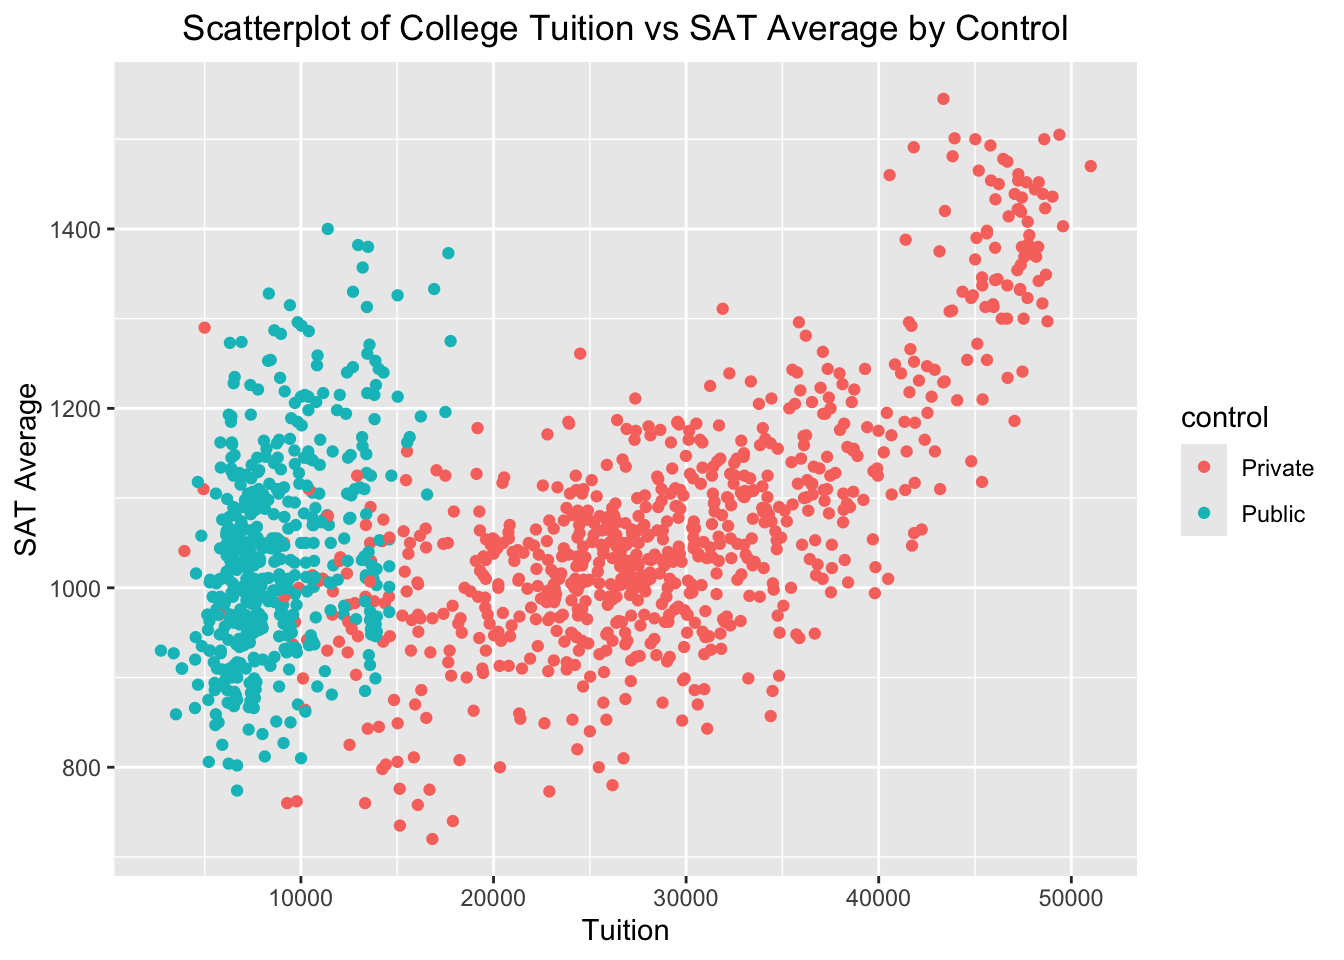 Scatterplot of College Tuition vs SAT Average by Control
SAT Average
1400
1200
1000
800
10000 20000 30000 40000 50000
Tuition
control
Private
Public